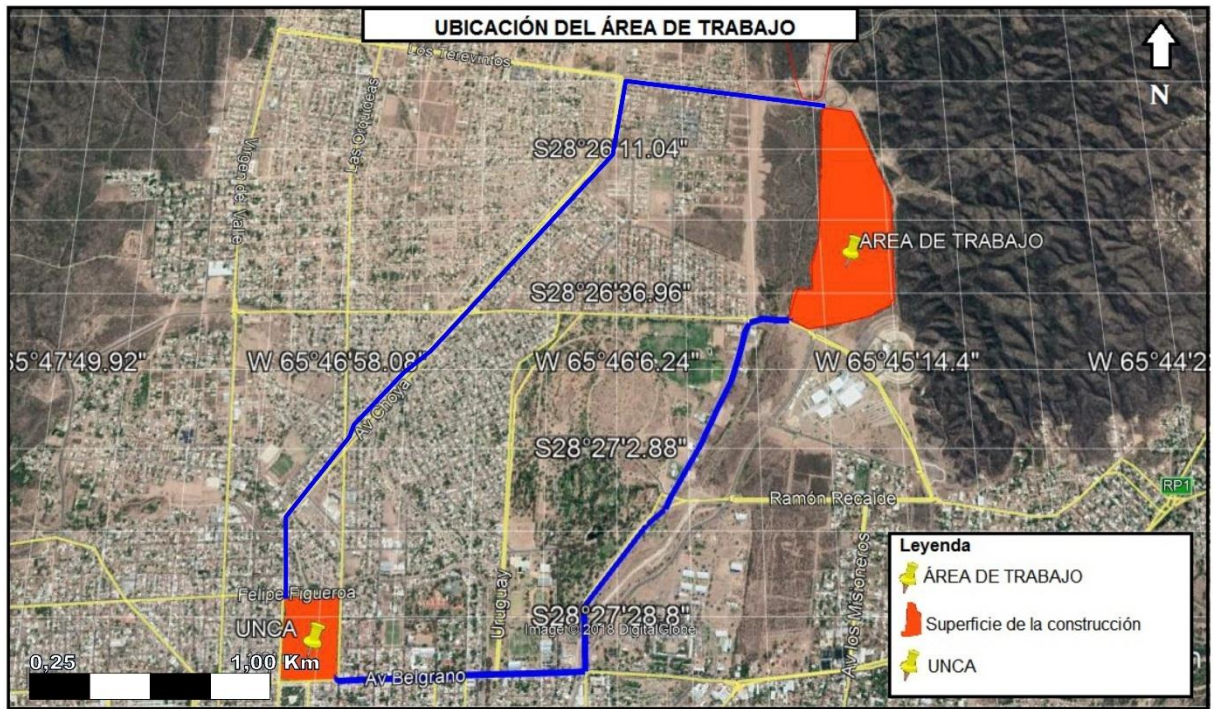 UBICACIÓN DEL ÁREA DE TRABAJO
N
Los Terevintos
Las Orquideas
Virgen del Valle
S28°26'11.04"
AREA DE TRABAJO
S28°26'36.96"
65°47'49.92"
W 65°46'58.08"
W 65°46'6.24"
W 65°45'14.4"
W 65°44'2
Av Choya
S28°27'2.88"
Ramón Recalde
RP1
Av los Misioneros
Uruguay
Felipe Figueroa
UNCA
S28°27'28.8"
Image © 2018 DigitalGlobe
0,25
1,00 Km
Av Belgrano
Leyenda
ÁREA DE TRABAJO
Superficie de la construcción
UNCA